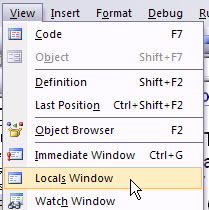 View Insert Format Debug
Code F7
Object Shift+F7
Definition Shift+F2
Last Position Ctrl+Shift+F2
Object Browser F2
Immediate Window Ctrl+G
Locals Window
Watch Window